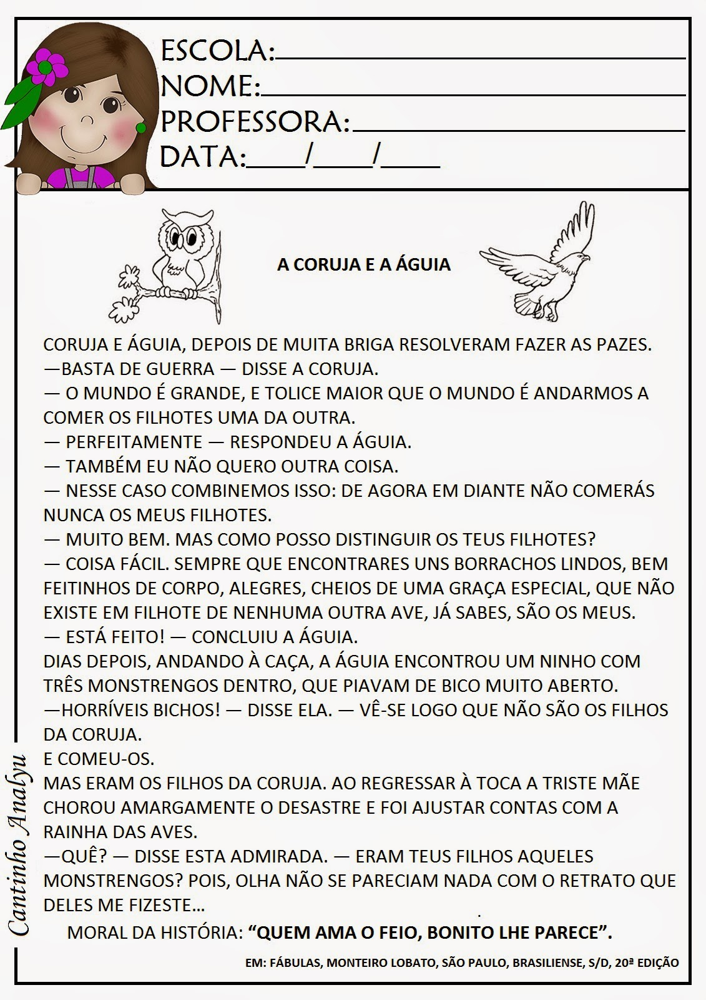 ESCOLA:
NOME:
PROFESSORA:
DATA:____/____/____
A CORUJA E A ÁGUIA
CORUJA E ÁGUIA, DEPOIS DE MUITA BRIGA RESOLVERAM FAZER AS PAZES.
—BASTA DE GUERRA — DISSE A CORUJA.
— O MUNDO É GRANDE, E TOLICE MAIOR QUE O MUNDO É ANDARMOS A
COMER OS FILHOTES UMA DA OUTRA.
— PERFEITAMENTE — RESPONDEU A ÁGUIA.
— TAMBÉM EU NÃO QUERO OUTRA COISA.
— NESSE CASO COMBINEMOS ISSO: DE AGORA EM DIANTE NÃO COMERÁS
NUNCA OS MEUS FILHOTES.
— MUITO BEM. MAS COMO POSSO DISTINGUIR OS TEUS FILHOTES?
— COISA FÁCIL. SEMPRE QUE ENCONTRARES UNS BORRACHOS LINDOS, BEM
FEITINHOS DE CORPO, ALEGRES, CHEIOS DE UMA GRAÇA ESPECIAL, QUE NÃO
EXISTE EM FILHOTE DE NENHUMA OUTRA AVE, JÁ SABES, SÃO OS MEUS.
— ESTÁ FEITO! — CONCLUIU A ÁGUIA.
DIAS DEPOIS, ANDANDO À CAÇA, A ÁGUIA ENCONTROU UM NINHO COM
TRÊS MONSTRENGOS DENTRO, QUE PIAVAM DE BICO MUITO ABERTO.
—HORRÍVEIS BICHOS! — DISSE ELA. — VÊ-SE LOGO QUE NÃO SÃO OS FILHOS
DA CORUJA.
E COMEU-OS.
MAS ERAM OS FILHOS DA CORUJA. AO REGRESSAR À TOCA A TRISTE MÃE
CHOROU AMARGAMENTE O DESASTRE E FOI AJUSTAR CONTAS COM A
RAINHA DAS AVES.
—QUÊ? — DISSE ESTA ADMIRADA. — ERAM TEUS FILHOS AQUELES
MONSTRENGOS? POIS, OLHA NÃO SE PARECIAM NADA COM O RETRATO QUE
DELES ME FIZESTE...
MORAL DA HISTÓRIA: “QUEM AMA O FEIO, BONITO LHE PARECE”.
EM: FÁBULAS, MONTEIRO LOBATO, SÃO PAULO, BRASILIENSE, S/D, 20ª EDIÇÃO
Cantinho Analyu